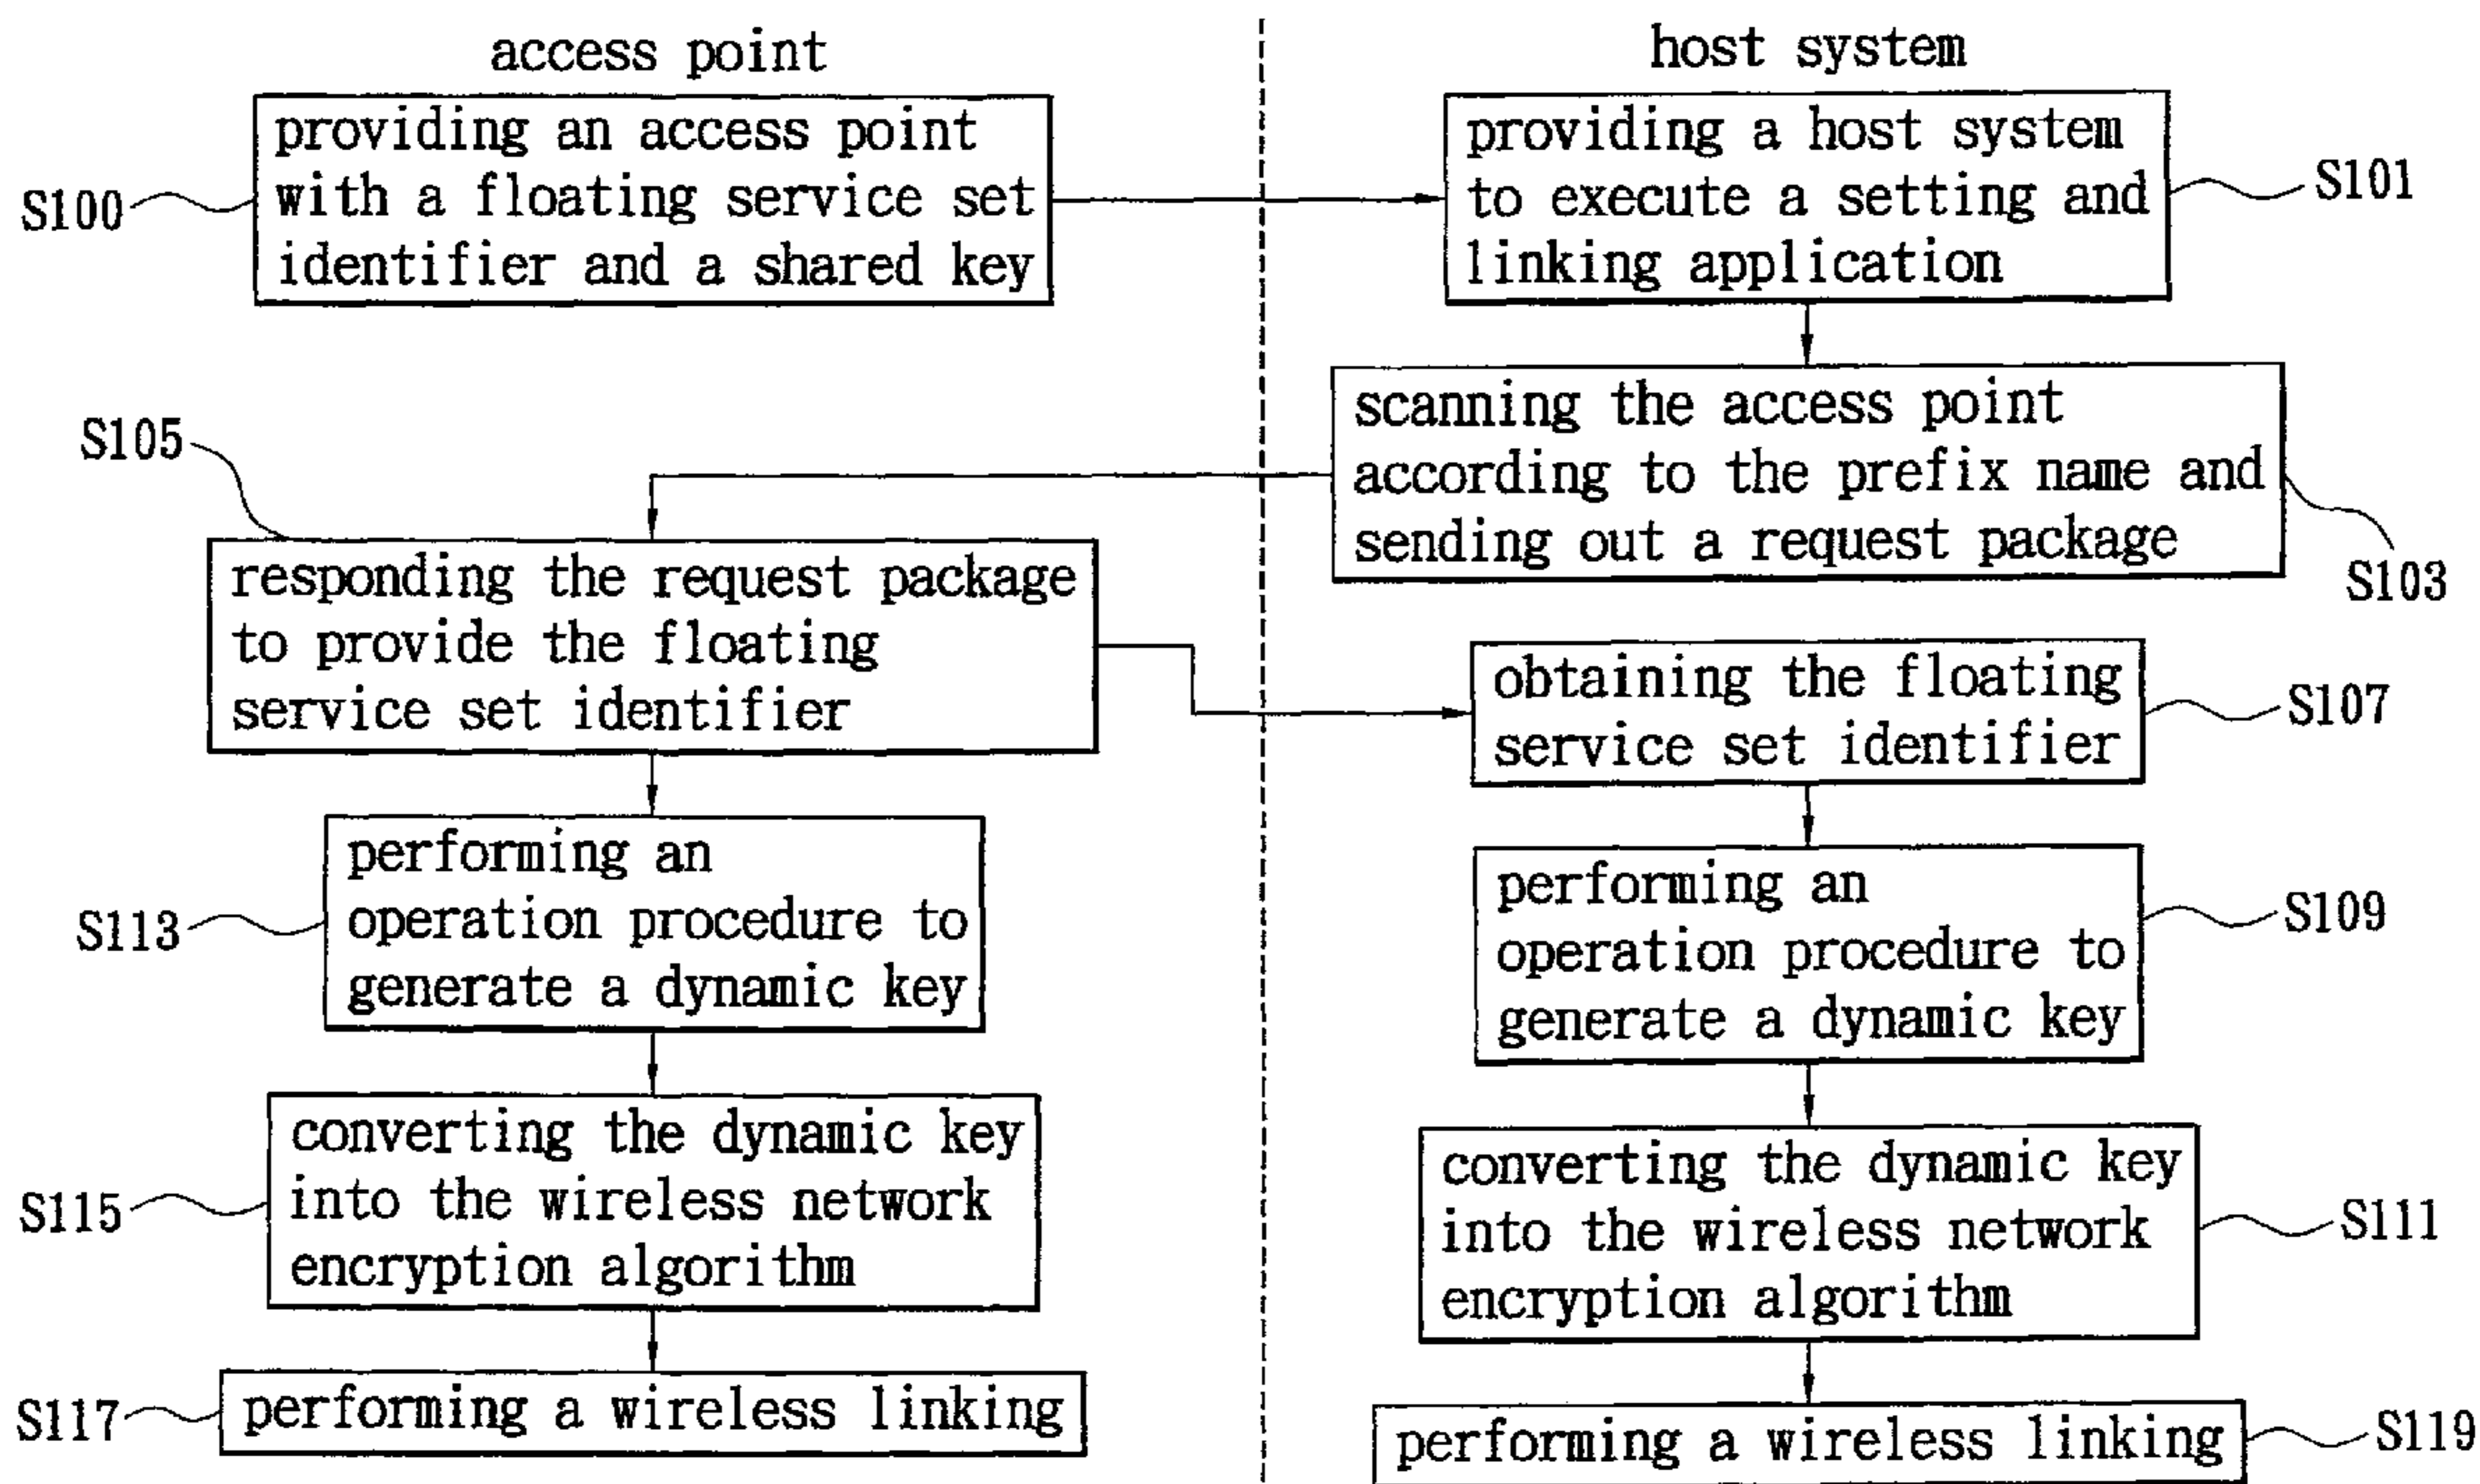 access point
host system
S100
providing an access point
with a floating service set
identifier and a shared key
providing a host system
to execute a setting and
linking application
S101
scanning the access point
according to the prefix name and
sending out a request package
S103
S105
responding the request package
to provide the floating
service set identifier
obtaining the floating
service set identifier
S107
S113
performing an
operation procedure to
generate a dynamic key
performing an
operation procedure to
generate a dynamic key
S109
S115
converting the dynamic key
into the wireless network
encryption algorithm
converting the dynamic key
into the wireless network
encryption algorithm
S111
S117
performing a wireless linking
performing a wireless linking
S119